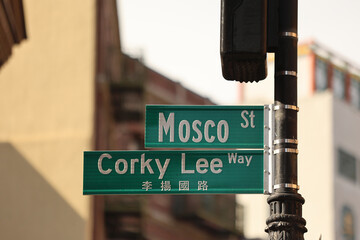 Mosco St
Corky Lee Way
李揚國路